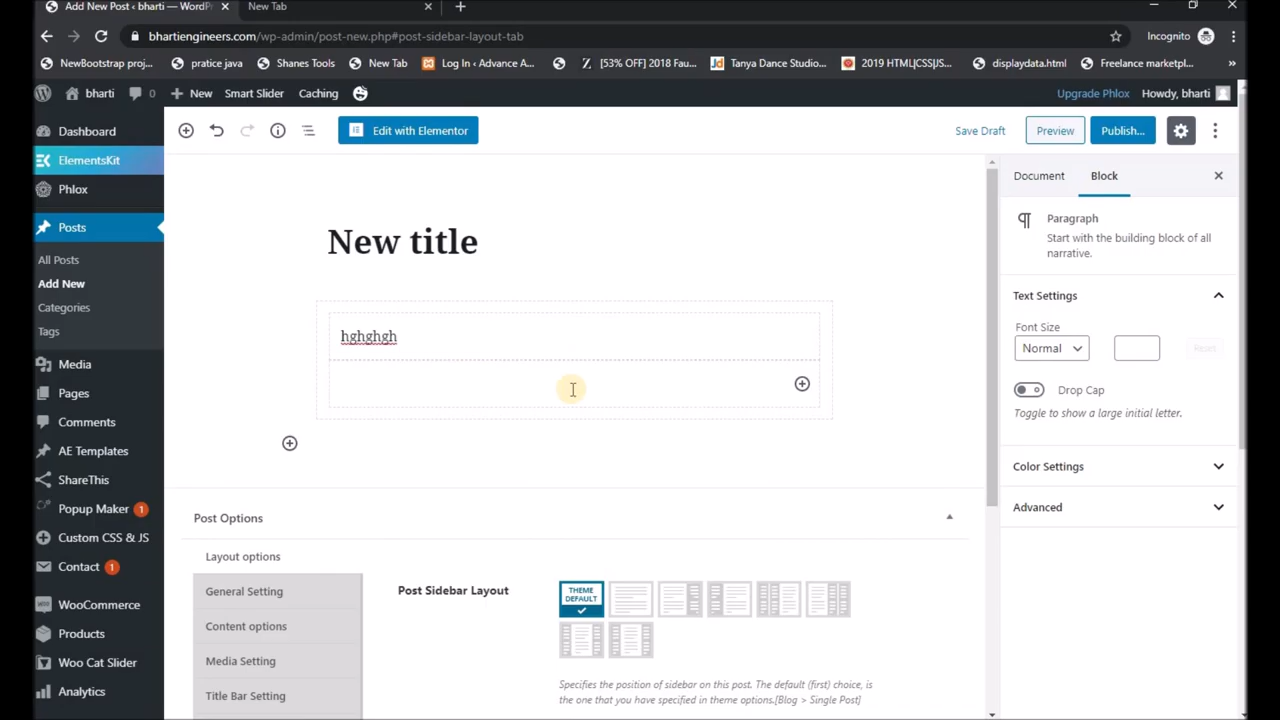 Add New Post ‹ bharti — WordPr
New Tab
bhartiengineers.com/wp-admin/post-new.php#post-sidebar-layout-tab
Incognito
NewBootstrap proj...
pratice java
Shanes Tools
New Tab
Log In ‹ Advance A...
[53% OFF] 2018 Fau...
Tanya Dance Studio...
2019 HTML|CSS|JS...
displaydata.html
Freelance marketpl...
bharti
0
New
Smart Slider
Caching
Upgrade Phlox
Howdy, bharti
Dashboard
ElementsKit
Phlox
Posts
All Posts
Add New
Categories
Tags
Media
Pages
Comments
AE Templates
ShareThis
Popup Maker 1
Custom CSS & JS
Contact 1
WooCommerce
Products
Woo Cat Slider
Analytics
Edit with Elementor
Save Draft
Preview
Publish...
New title
hghghgh
Post Options
Layout options
General Setting
Content options
Media Setting
Title Bar Setting
Post Sidebar Layout
THEME
DEFAULT
Specifies the position of sidebar on this post. The default (first) choice, is
the one that you have specified in theme options.[Blog > Single Post]
Document
Block
Paragraph
Start with the building block of all
narrative.
Text Settings
Font Size
Normal
Reset
Drop Cap
Toggle to show a large initial letter.
Color Settings
Advanced